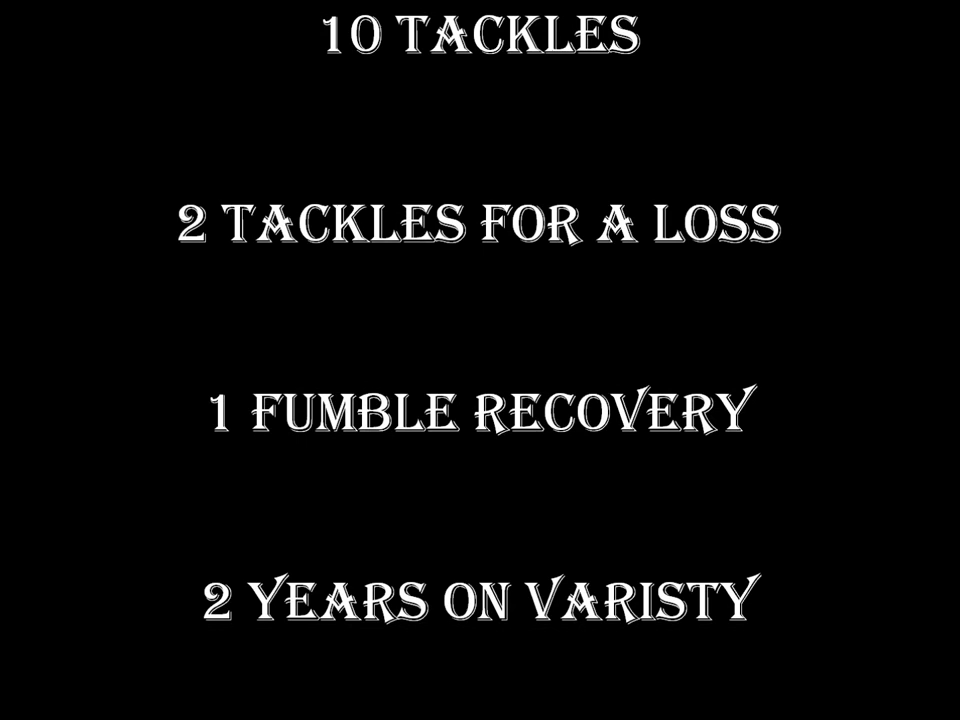 10 TACKLES
2 TACKLES FOR A LOSS
1 FUMBLE RECOVERY
2 YEARS ON VARISTY